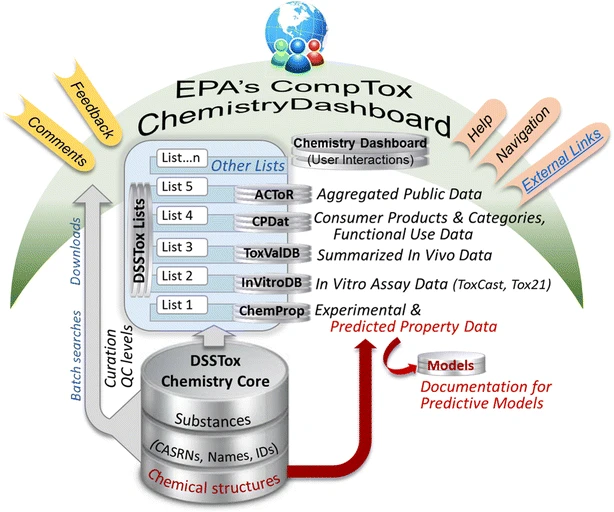 EPA's CompTox
ChemistryDashboard
Comments
Feedback
Help
Navigation
External Links
Chemistry Dashboard
(User Interactions)
List...n
Other Lists
DSSTox Lists
List 5
ACToR
Aggregated Public Data
List 4
CPDat
Consumer Products & Categories,
Functional Use Data
List 3
ToxValDB
Summarized In Vivo Data
List 2
InVitroDB
In Vitro Assay Data (ToxCast, Tox21)
List 1
ChemProp
Experimental &
Predicted Property Data
Models
Documentation for
Predictive Models
Batch searches
Downloads
Curation
QC levels
DSSTox
Chemistry Core
Substances
(CASRNs, Names, IDs)
Chemical structures